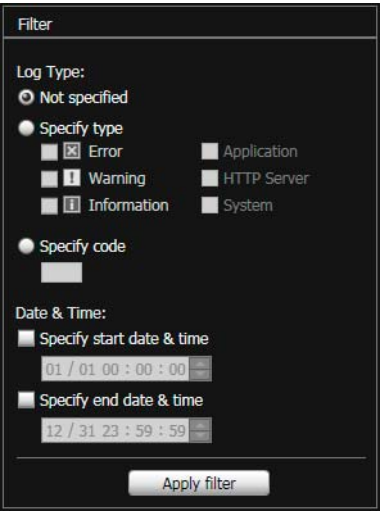 Filter
Log Type:
Not specified
Specify type
Error Application
Warning HTTP Server
Information System
Specify code
Date & Time:
Specify start date & time
01 / 01 00 : 00 : 00
Specify end date & time
12 / 31 23 : 59 : 59
Apply filter